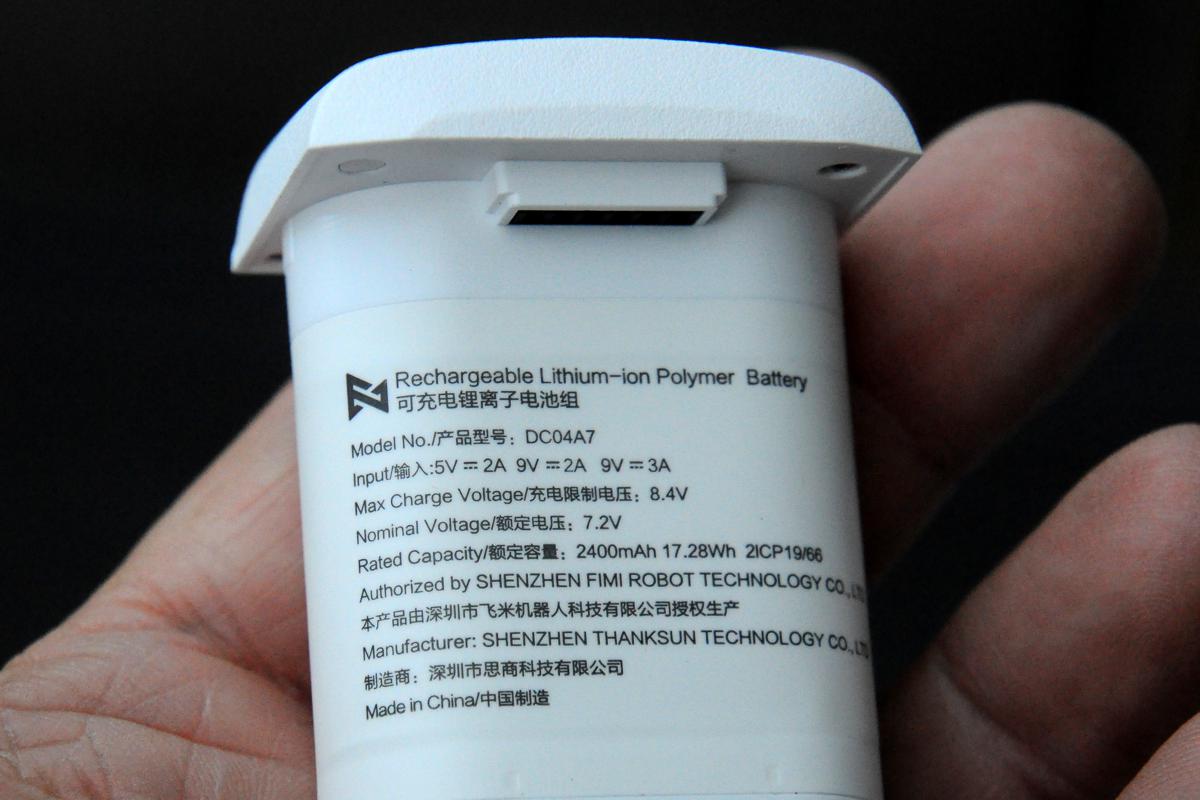 Rechargeable Lithium-ion Polymer Battery
可充电锂离子电池组
Model No./产品型号：DC04A7
Input/输入:5V ⎓ 2A 9V ⎓ 2A 9V ⎓ 3A
Max Charge Voltage/充电限制电压：8.4V
Nominal Voltage/额定电压：7.2V
Rated Capacity/额定容量：2400mAh 17.28Wh 2ICP19/66
Authorized by SHENZHEN FIMI ROBOT TECHNOLOGY CO., LTD
本产品由深圳市飞米机器人科技有限公司授权生产
Manufacturer: SHENZHEN THANKSUN TECHNOLOGY CO., LTD
制造商：深圳市思商科技有限公司
Made in China/中国制造